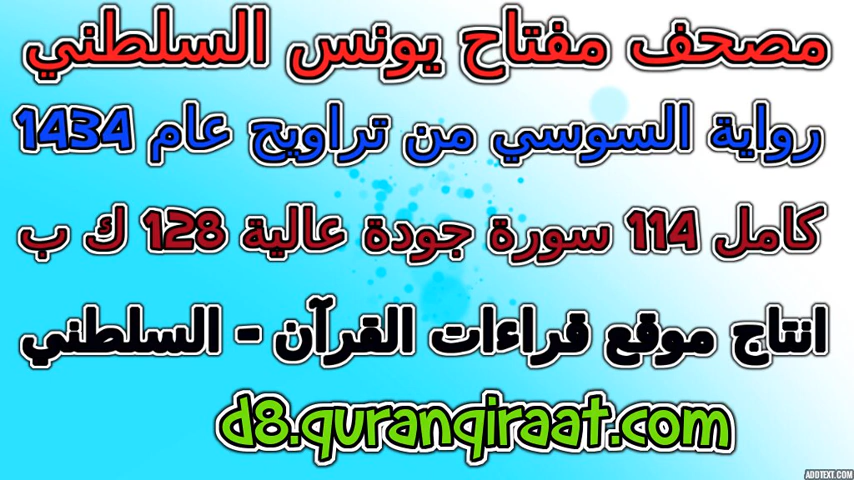 مصحف مفتاح يونس السلطني
رواية السوسي من تراويح عام 1434
كامل 114 سورة جودة عالية 128 ك ب
انتاج موقع قراءات القرآن - السلطني
d8.quranqiraat.com
ADDTEXT.COM